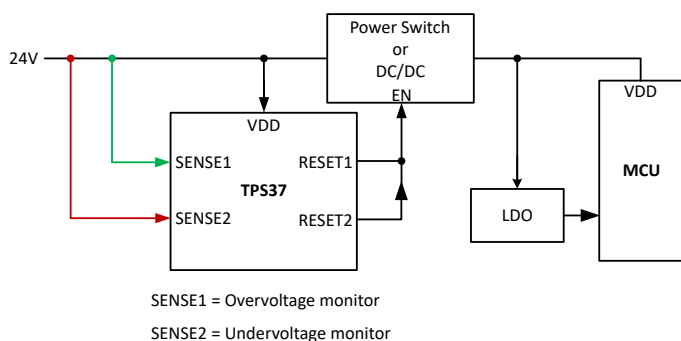 Power Switch
or
DC/DC
EN
24V
VDD
VDD
SENSE1
RESET1
TPS37
MCU
SENSE2
RESET2
LDO
SENSE1 = Overvoltage monitor
SENSE2 = Undervoltage monitor